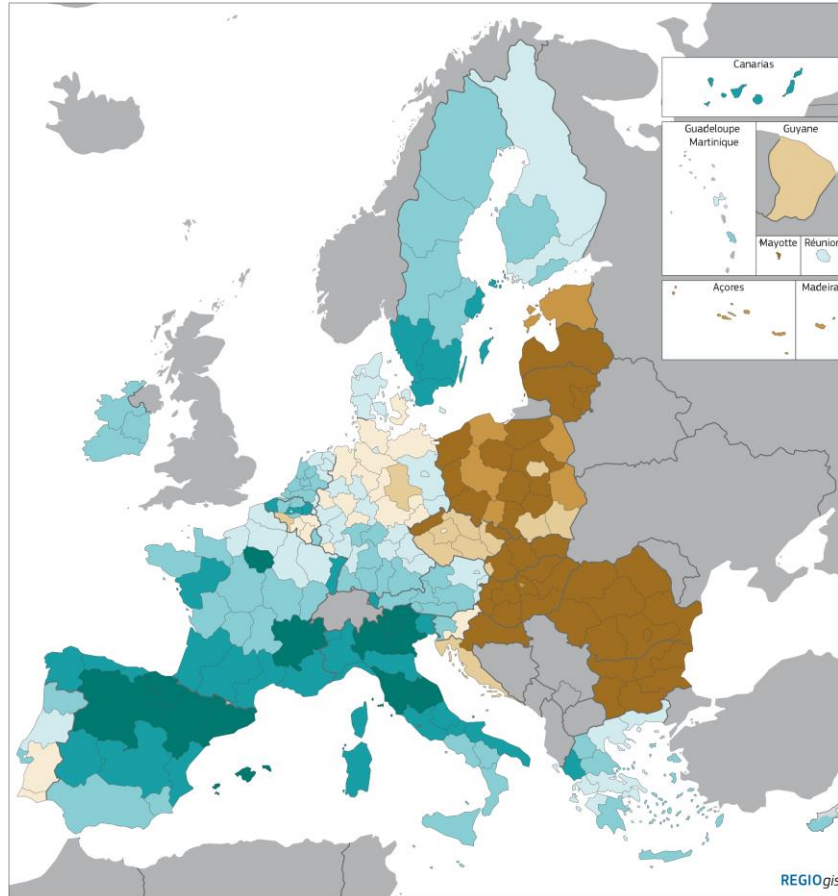 Canarias
Guadeloupe
Martinique
Guyane
Mayotte
Réunion
Açores
Madeira
REGIOgis